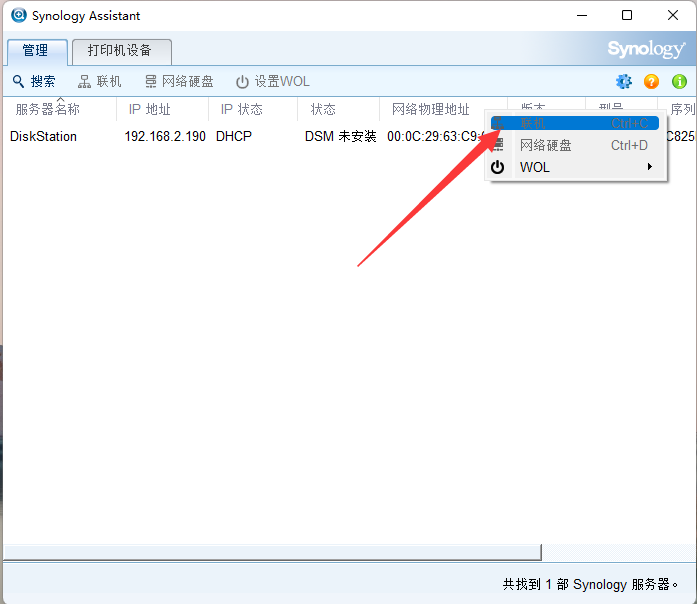 Synology Assistant
管理 打印机设备 Synology
搜索 联机 网络硬盘 设置WOL
服务器名称 IP 地址 IP 状态 状态 网络物理地址 版本 型号 序列
DiskStation 192.168.2.190 DHCP DSM 未安装 00:0C:29:63:C9: C825
联机 Ctrl+C
网络硬盘 Ctrl+D
WOL
共找到 1 部 Synology 服务器。